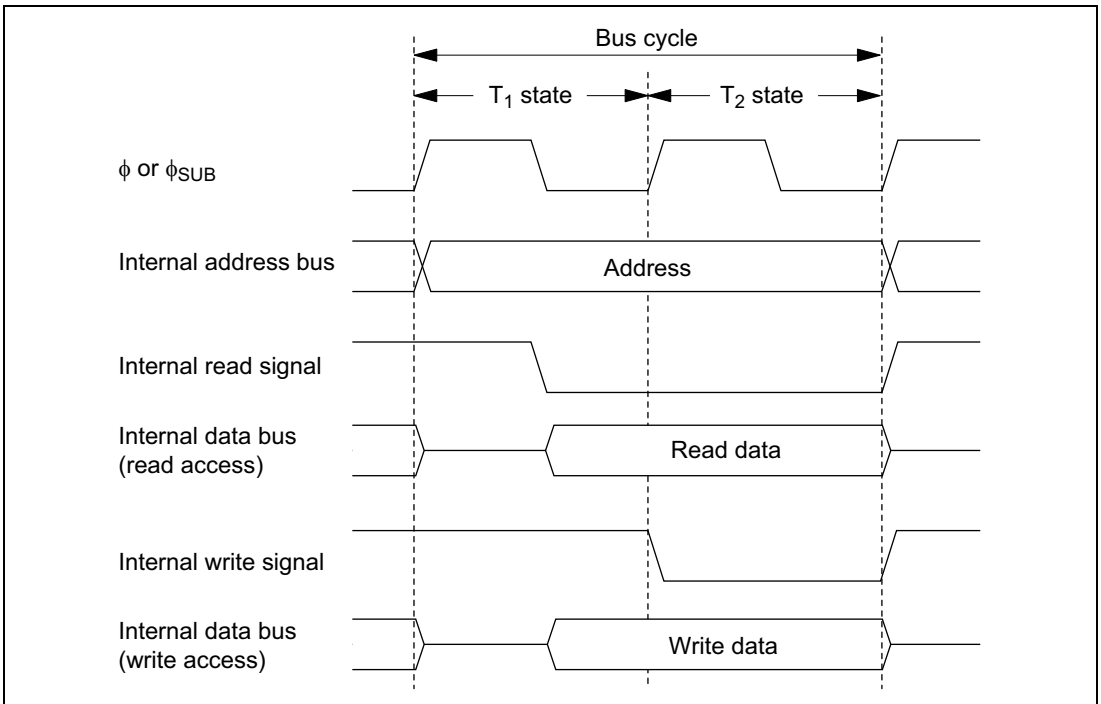 Bus cycle
T₁ state
T₂ state
ϕ or ϕSUB
Internal address bus
Address
Internal read signal
Internal data bus
(read access)
Read data
Internal write signal
Internal data bus
(write access)
Write data